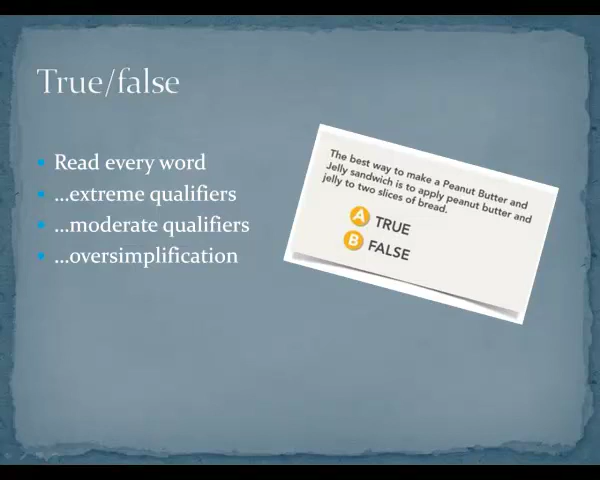 True/false
Read every word
...extreme qualifiers
...moderate qualifiers
...oversimplification
The best way to make a Peanut Butter and
Jelly sandwich is to apply peanut butter and
jelly to two slices of bread.
A TRUE
B FALSE